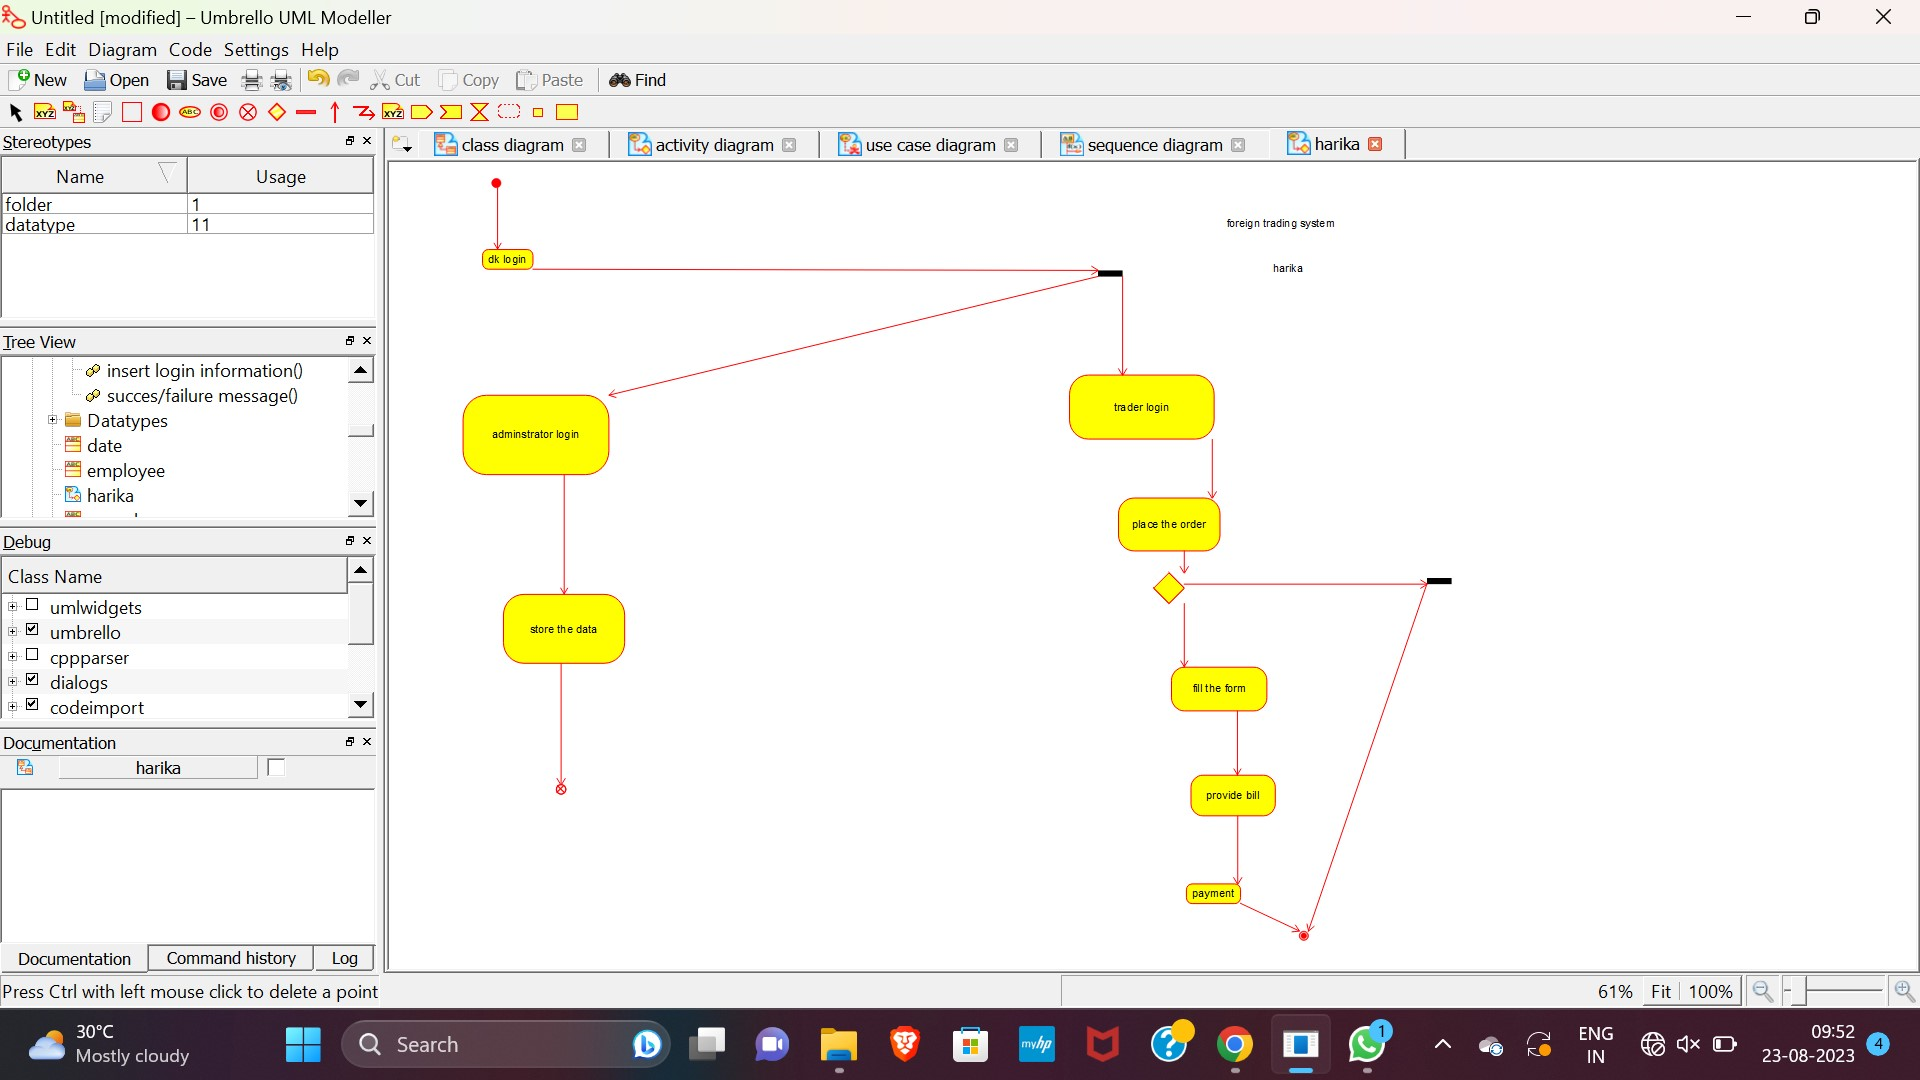 Untitled [modified] – Umbrello UML Modeller
File Edit Diagram Code Settings Help
New Open Save Cut Copy Paste Find
Stereotypes
class diagram activity diagram use case diagram sequence diagram harika
Name Usage
folder 1
datatype 11
Tree View
insert login information()
succes/failure message()
Datatypes
date
employee
harika
Debug
Class Name
umlwidgets
umbrello
cppparser
dialogs
codeimport
Documentation
harika
Documentation Command history Log
Press Ctrl with left mouse click to delete a point
foreign trading system
harika
dk login
trader login
adminstrator login
place the order
store the data
fill the form
provide bill
payment
61% Fit 100%
30°C
Mostly cloudy
Search
myhp
1
ENG
IN
09:52
23-08-2023
4